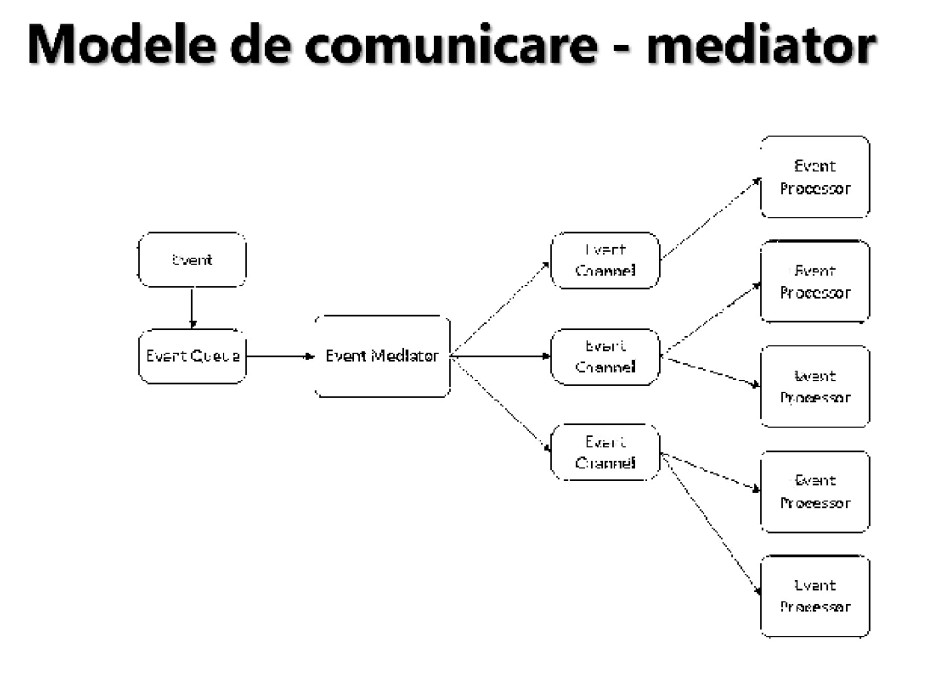 Modele de comunicare - mediator
Event
Event Queue
Event Mediator
Event
Channel
Event
Channel
Event
Channel
Event
Processor
Event
Processor
Event
Processor
Event
Processor
Event
Processor